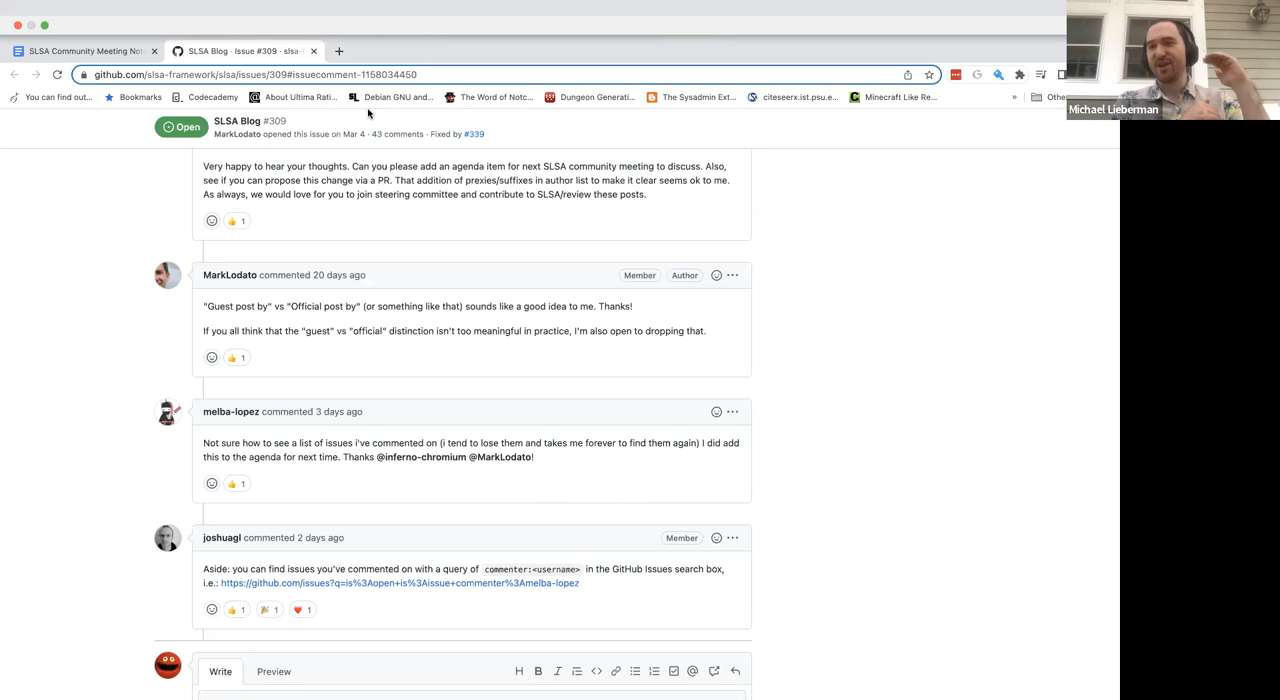 SLSA Community Meeting Not
SLSA Blog · Issue #309 · slsa-f
github.com/slsa-framework/slsa/issues/309#issuecomment-1158034450
You can find out...
Bookmarks
Codecademy
About Ultima Rati...
Debian GNU and...
The Word of Notc...
Dungeon Generati...
The Sysadmin Ext...
citeseerx.ist.psu.e...
Minecraft Like Re...
»
Othe
Michael Lieberman
Open
SLSA Blog #309
MarkLodato opened this issue on Mar 4 · 43 comments · Fixed by #339
Very happy to hear your thoughts. Can you please add an agenda item for next SLSA community meeting to discuss. Also,
see if you can propose this change via a PR. That addition of prexies/suffixes in author list to make it clear seems ok to me.
As always, we would love for you to join steering committee and contribute to SLSA/review these posts.
1
MarkLodato commented 20 days ago
Member
Author
"Guest post by" vs "Official post by" (or something like that) sounds like a good idea to me. Thanks!
If you all think that the "guest" vs "official" distinction isn't too meaningful in practice, I'm also open to dropping that.
1
melba-lopez commented 3 days ago
Not sure how to see a list of issues i've commented on (i tend to lose them and takes me forever to find them again) I did add
this to the agenda for next time. Thanks @inferno-chromium @MarkLodato!
1
joshuagl commented 2 days ago
Member
Aside: you can find issues you've commented on with a query of commenter:<username> in the GitHub Issues search box,
i.e.: https://github.com/issues?q=is%3Aopen+is%3Aissue+commenter%3Amelba-lopez
1
1
1
Write
Preview